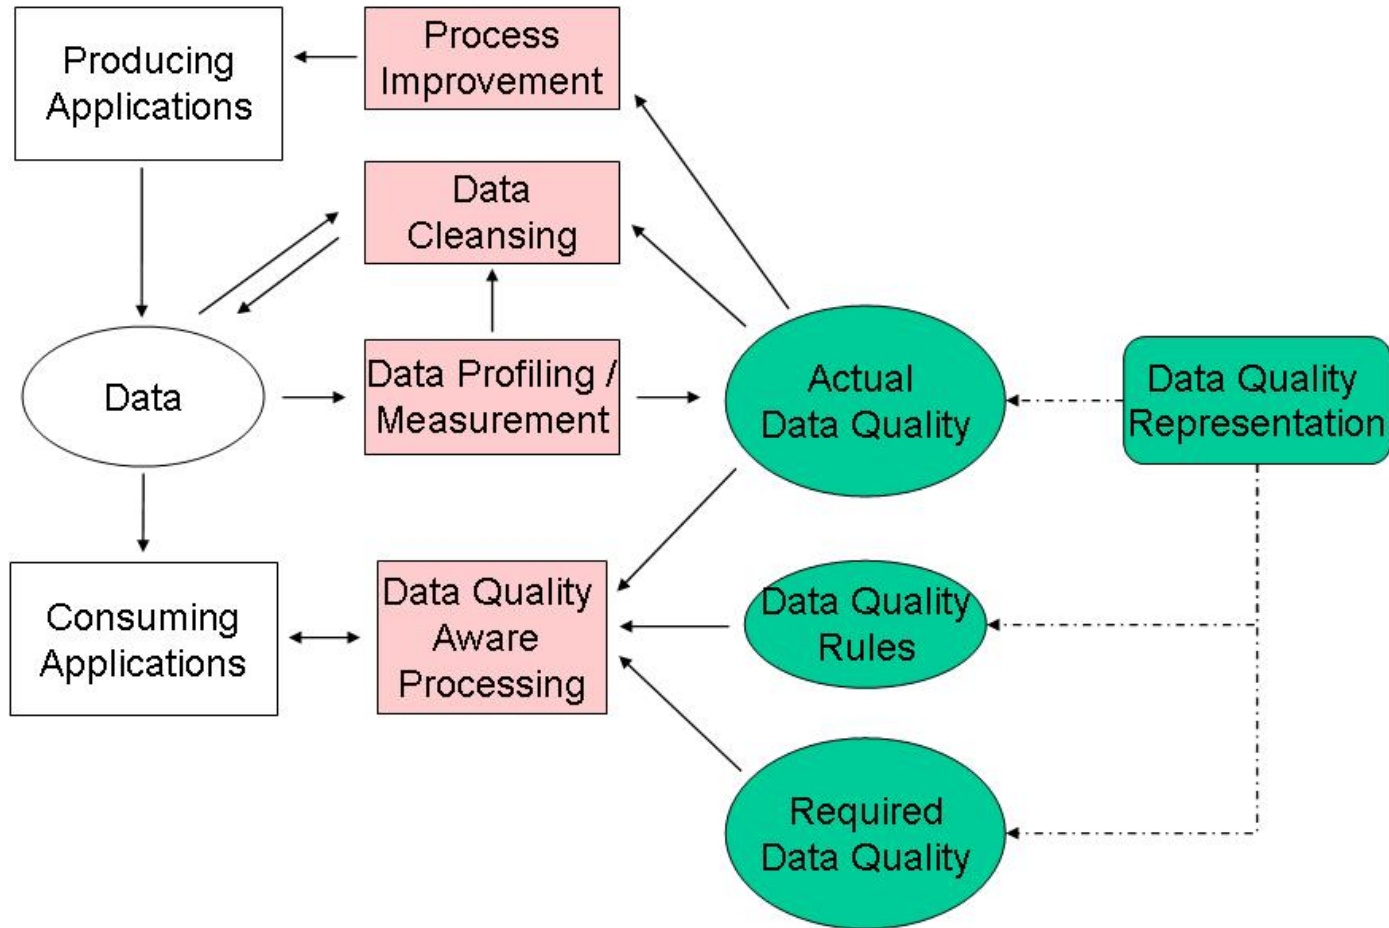 Producing
Applications
Process
Improvement
Data
Cleansing
Data
Data Profiling /
Measurement
Actual
Data Quality
Data Quality
Representation
Consuming
Applications
Data Quality
Aware
Processing
Data Quality
Rules
Required
Data Quality